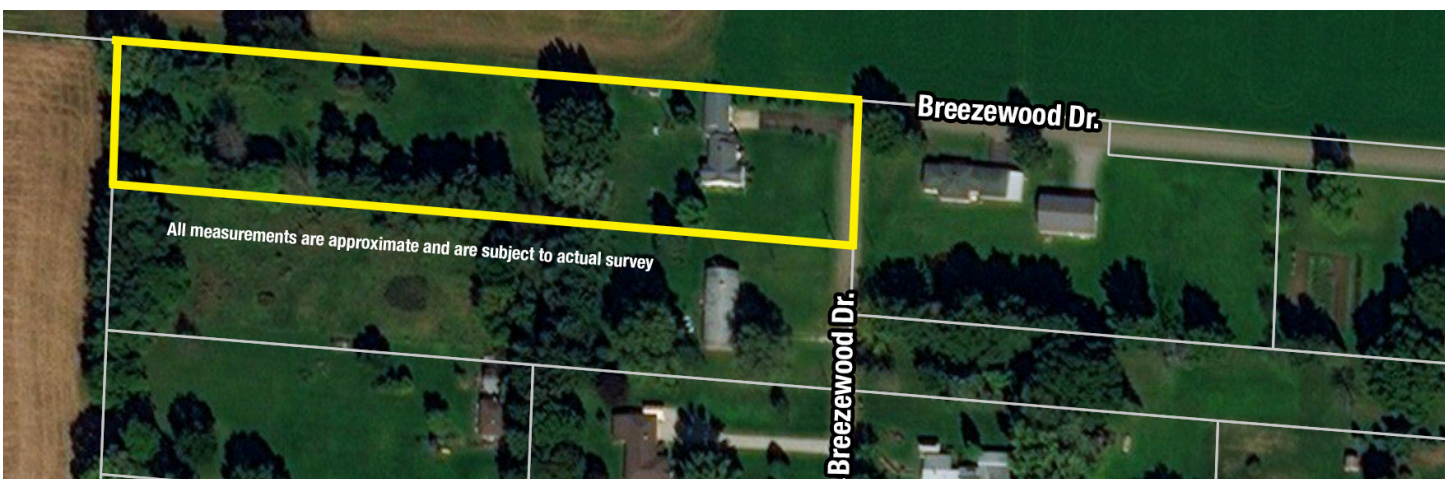 Breezewood Dr.
All measurements are approximate and are subject to actual survey
Breezewood Dr.